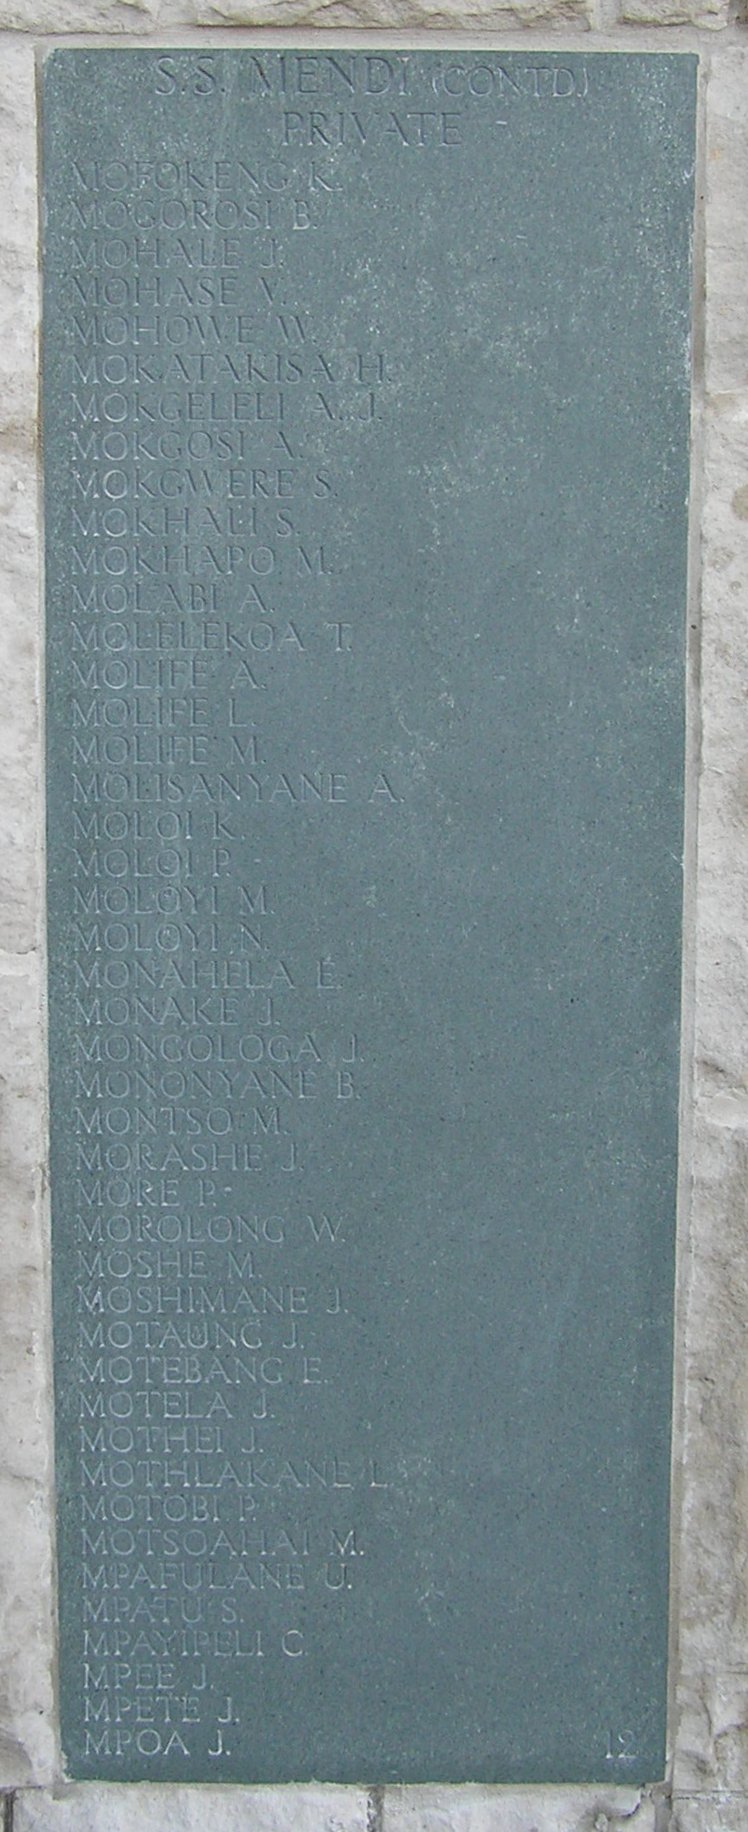 S.S. MENDI (CONTD.)
PRIVATE
MOFOKENG K.
MOGOROSI B.
MOHALE J.
MOHASE V.
MOHOWE W.
MOKATAKISA H.
MOKGELELI A. J.
MOKGOSI A.
MOKGWERE S.
MOKHALI S.
MOKHAPO M.
MOLABI A.
MOLELEKOA T.
MOLIFE A.
MOLIFE L.
MOLIFE M.
MOLISANYANE A.
MOLOI K.
MOLOI P.
MOLOYI M.
MOLOYI N.
MONAHELA E.
MONAKE J.
MONGOLOGA J.
MONONYANE B.
MONTSO M.
MORASHE J.
MORE P.
MOROLONG W.
MOSHE M.
MOSHIMANE J.
MOTAUNG J.
MOTEBANG E.
MOTELA J.
MOTHEI J.
MOTHLAKANE L.
MOTOBI P.
MOTSOAHAI M.
MPAFULANE U.
MPATU S.
MPAYIPELI C.
MPEE J.
MPETE J.
MPOA J. 12